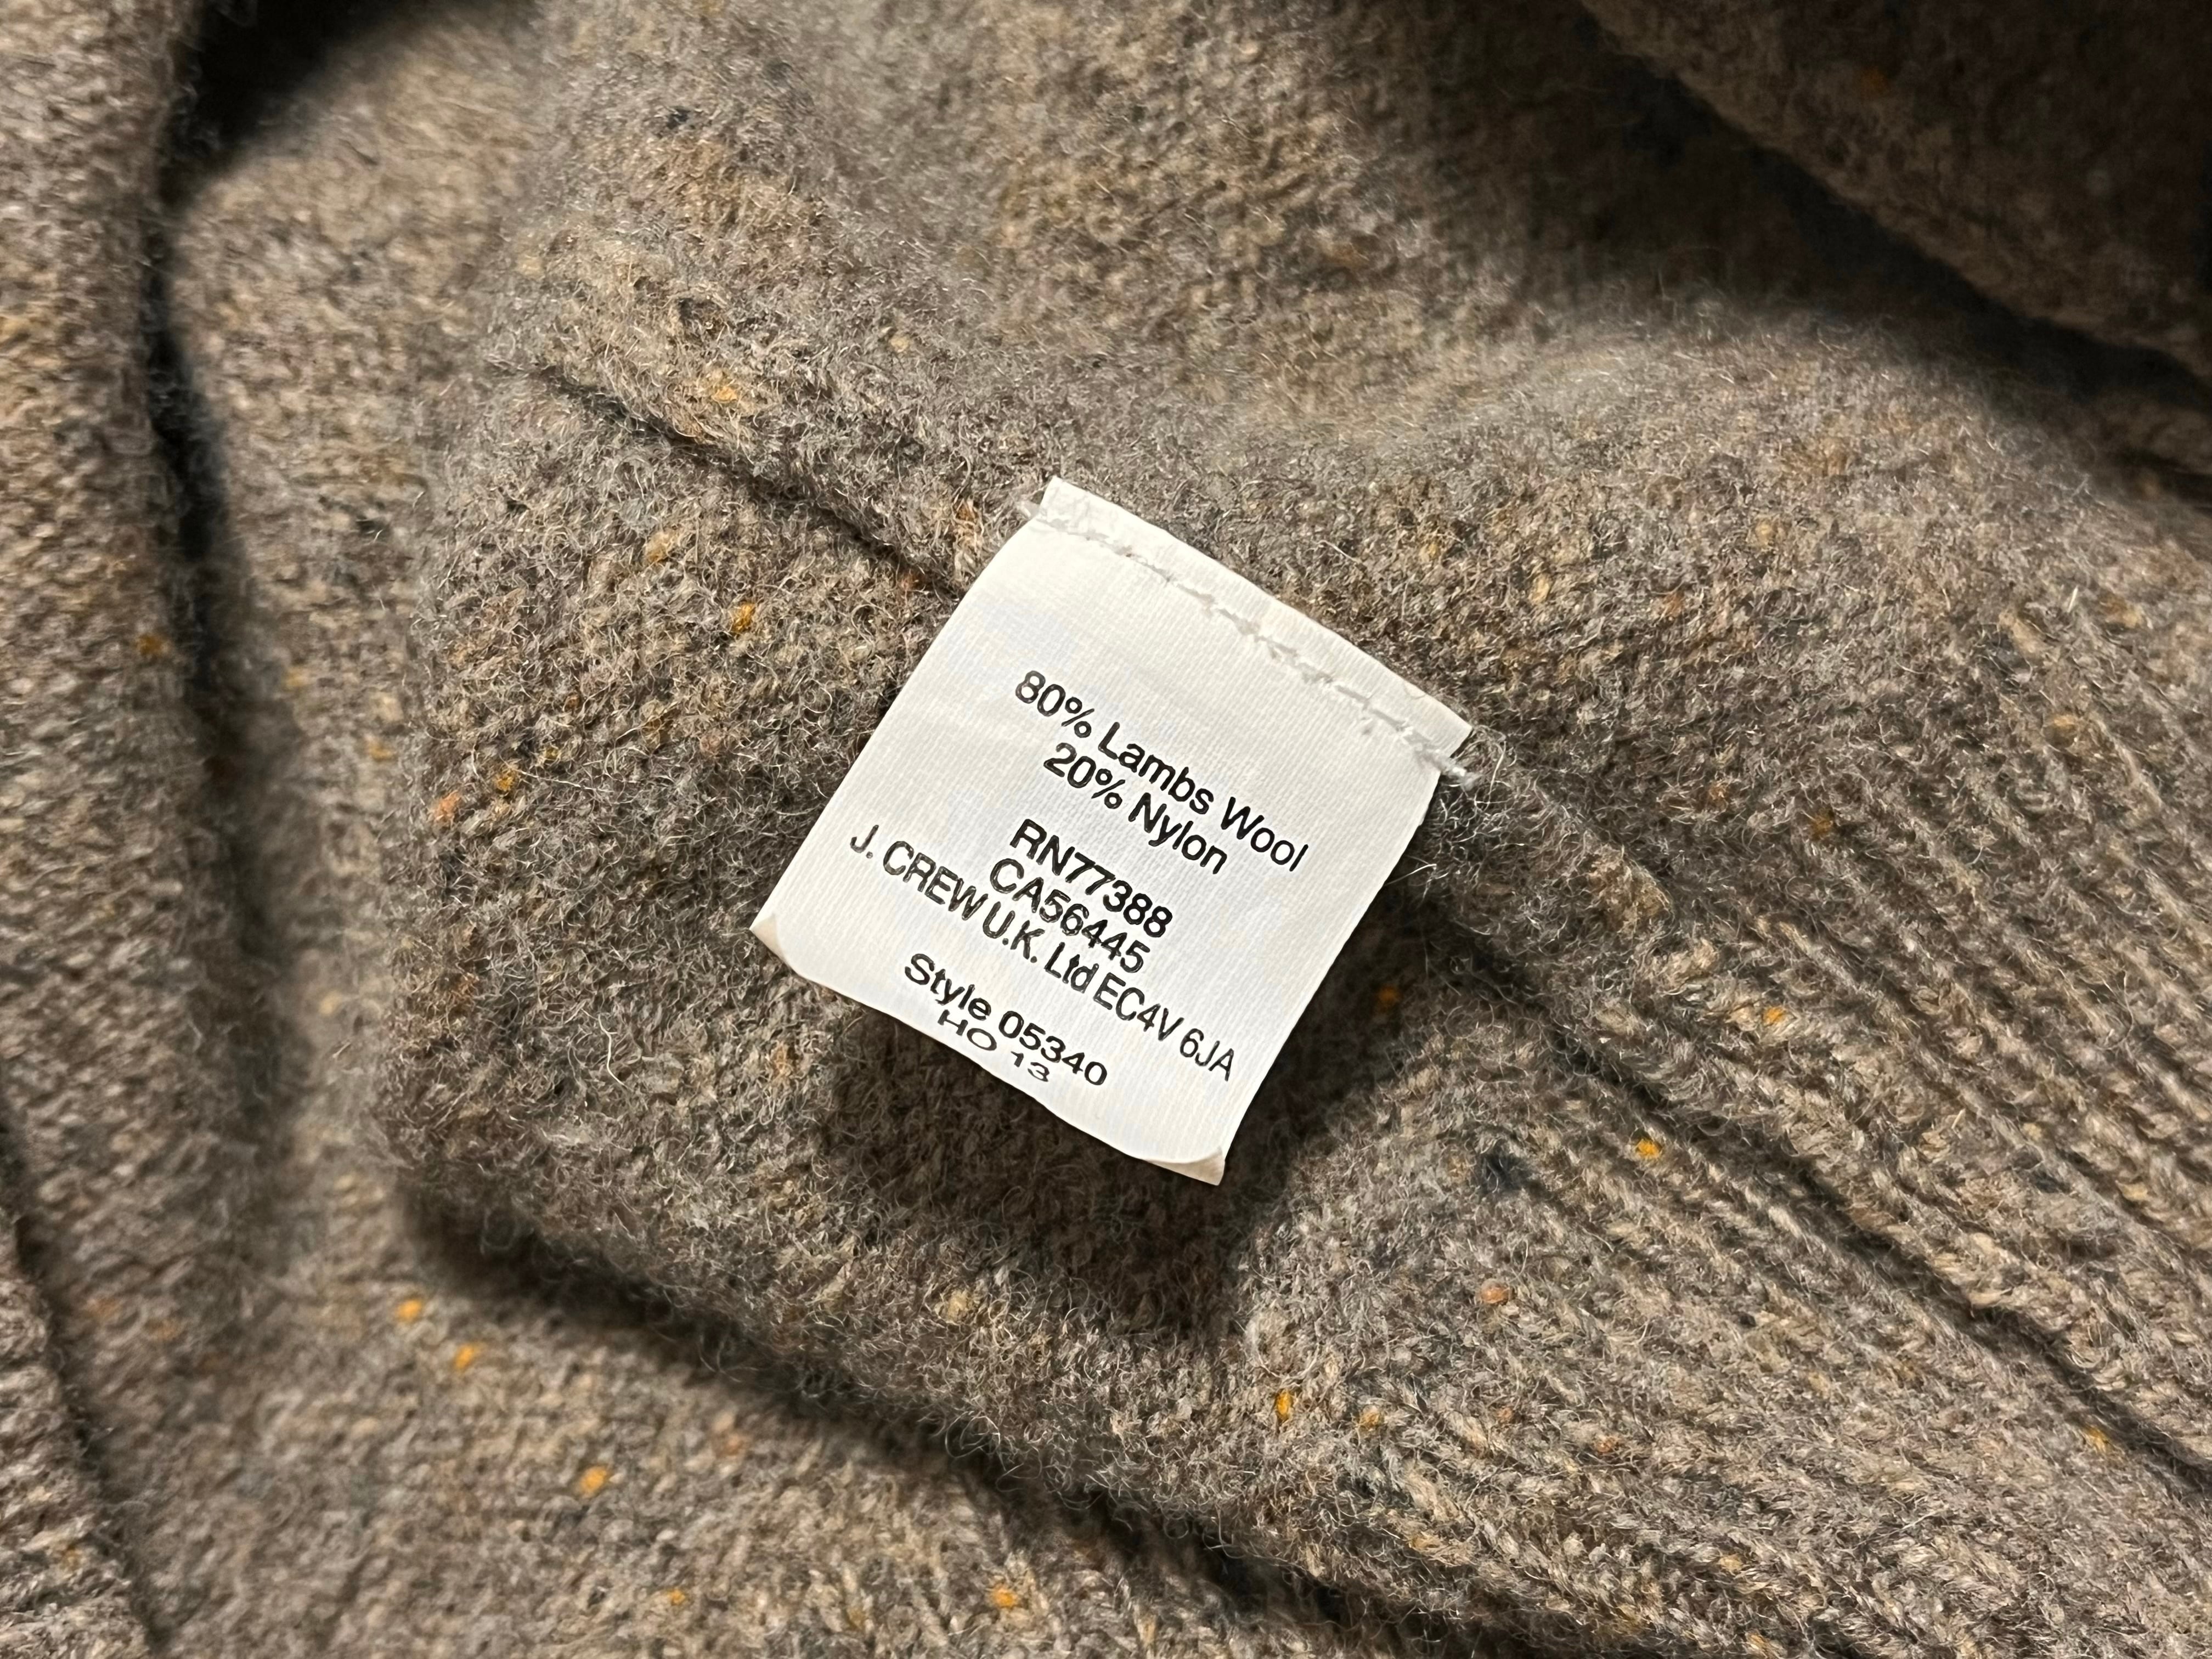 80% Lambs Wool
20% Nylon
RN77388
CA56445
J. CREW U.K. Ltd EC4V 6JA
Style 05340
HO 13